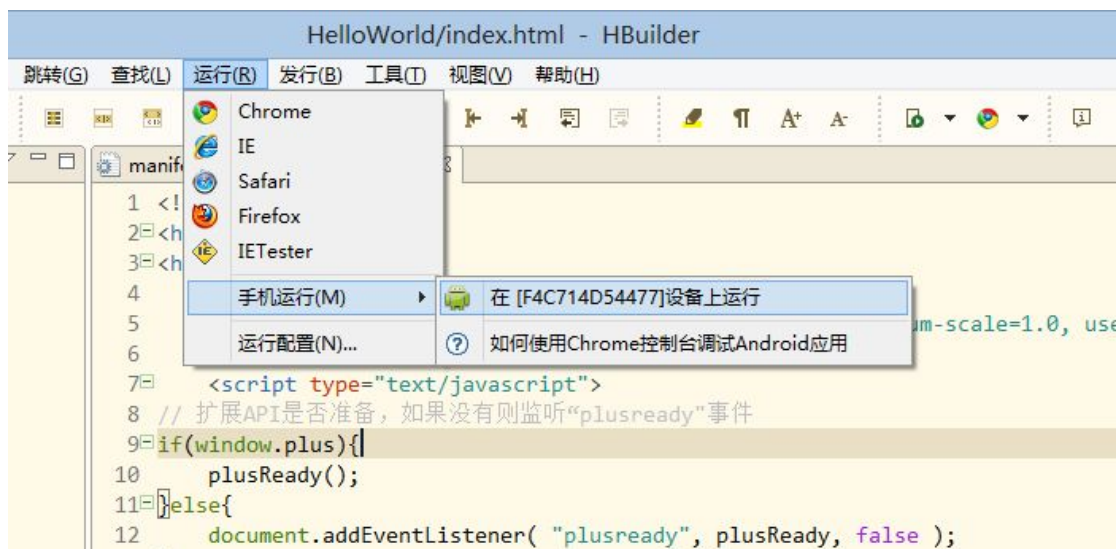 HelloWorld/index.html - HBuilder
跳转(G) 查找(L) 运行(R) 发行(B) 工具(T) 视图(V) 帮助(H)
Chrome
IE
Safari
Firefox
IETester
手机运行(M)
在 [F4C714D54477]设备上运行
运行配置(N)...
如何使用Chrome控制台调试Android应用
manife
1 <!
2 <h
3 <h
4
5 um-scale=1.0, use
6
7 <script type="text/javascript">
8 // 扩展API是否准备，如果没有则监听“plusready"事件
9 if(window.plus){
10 plusReady();
11 }else{
12 document.addEventListener( "plusready", plusReady, false );